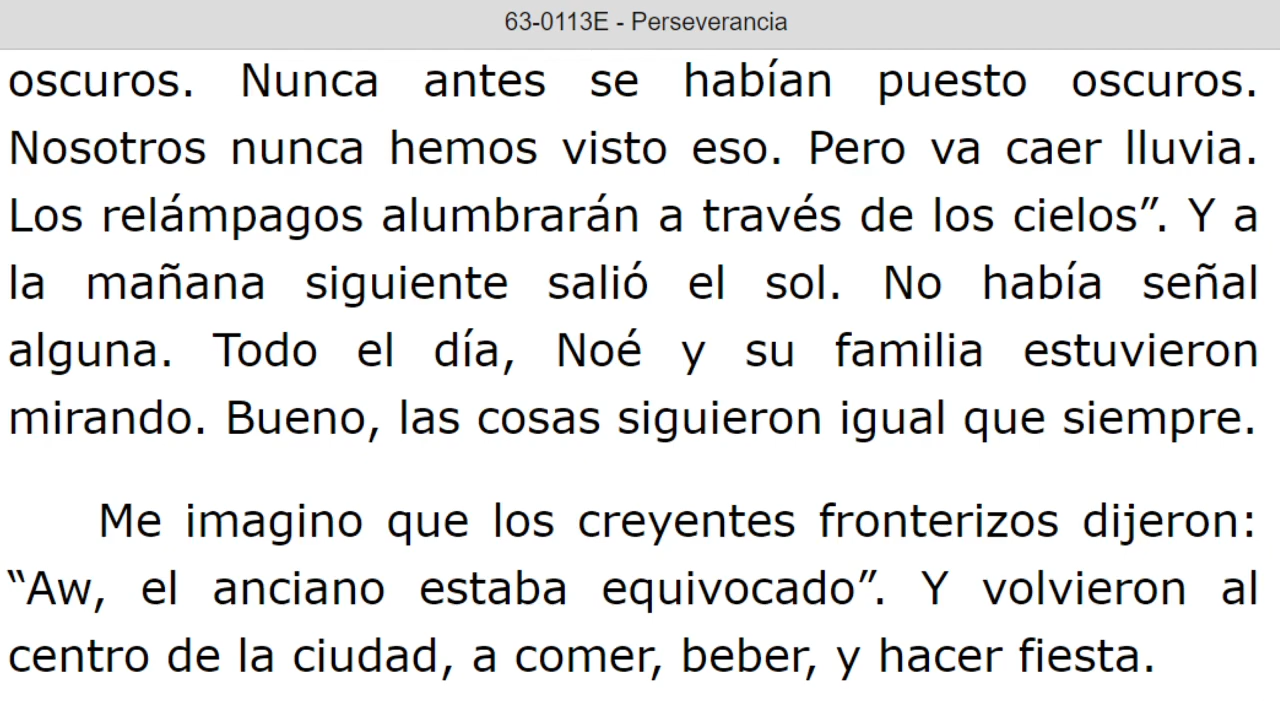 63-0113E - Perseverancia
oscuros. Nunca antes se habían puesto oscuros.
Nosotros nunca hemos visto eso. Pero va caer lluvia.
Los relámpagos alumbrarán a través de los cielos”. Y a
la mañana siguiente salió el sol. No había señal
alguna. Todo el día, Noé y su familia estuvieron
mirando. Bueno, las cosas siguieron igual que siempre.
Me imagino que los creyentes fronterizos dijeron:
“Aw, el anciano estaba equivocado”. Y volvieron al
centro de la ciudad, a comer, beber, y hacer fiesta.